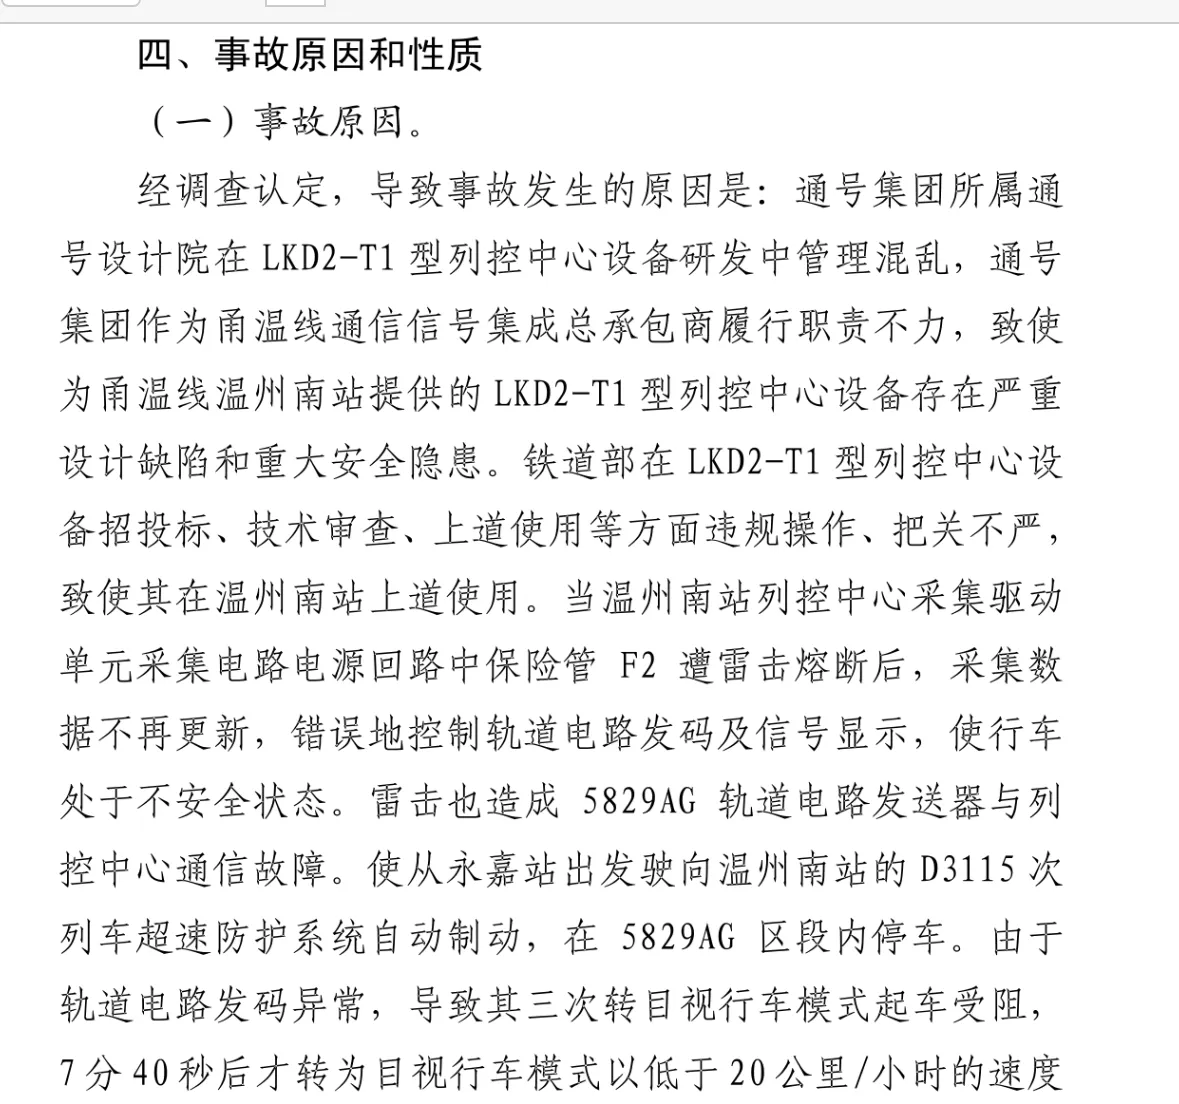 四、事故原因和性质
（一）事故原因。
经调查认定，导致事故发生的原因是：通号集团所属通
号设计院在 LKD2-T1 型列控中心设备研发中管理混乱，通号
集团作为甬温线通信信号集成总承包商履行职责不力，致使
为甬温线温州南站提供的 LKD2-T1 型列控中心设备存在严重
设计缺陷和重大安全隐患。铁道部在 LKD2-T1 型列控中心设
备招投标、技术审查、上道使用等方面违规操作、把关不严，
致使其在温州南站上道使用。当温州南站列控中心采集驱动
单元采集电路电源回路中保险管 F2 遭雷击熔断后，采集数
据不再更新，错误地控制轨道电路发码及信号显示，使行车
处于不安全状态。雷击也造成 5829AG 轨道电路发送器与列
控中心通信故障。使从永嘉站出发驶向温州南站的 D3115 次
列车超速防护系统自动制动，在 5829AG 区段内停车。由于
轨道电路发码异常，导致其三次转目视行车模式起车受阻，
7 分 40 秒后才转为目视行车模式以低于 20 公里/小时的速度